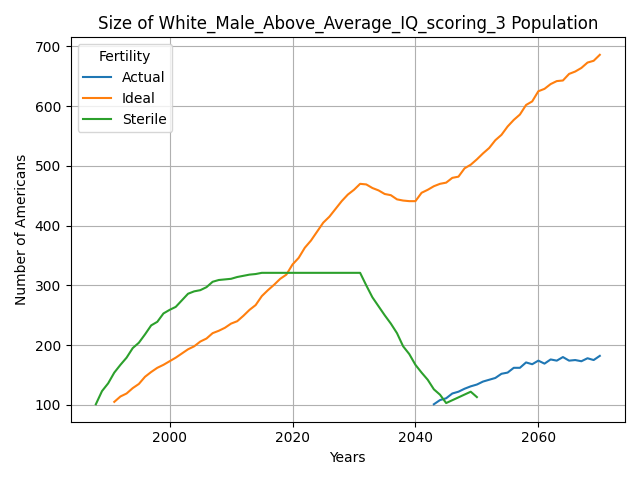 Size of White_Male_Above_Average_IQ_scoring_3 Population
Fertility
Actual
Ideal
Sterile
Number of Americans
700
600
500
400
300
200
100
2000 2020 2040 2060
Years